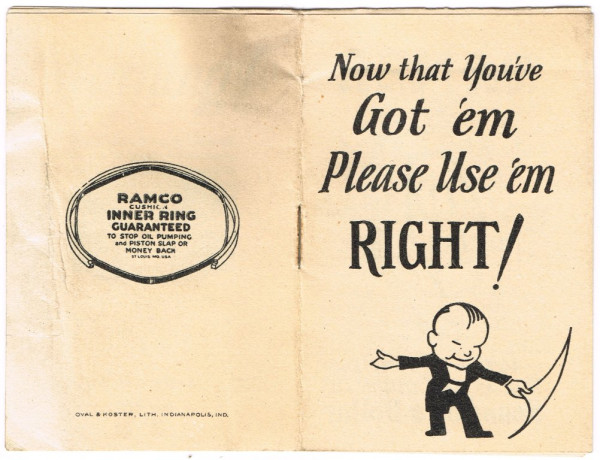 RAMCO
CUSHION
INNER RING
GUARANTEED
TO STOP OIL PUMPING
and PISTON SLAP OR
MONEY BACK
ST LOUIS MO. USA
OVAL & KOSTER, LITH. INDIANAPOLIS, IND.
Now that You've
Got 'em
Please Use 'em
RIGHT!